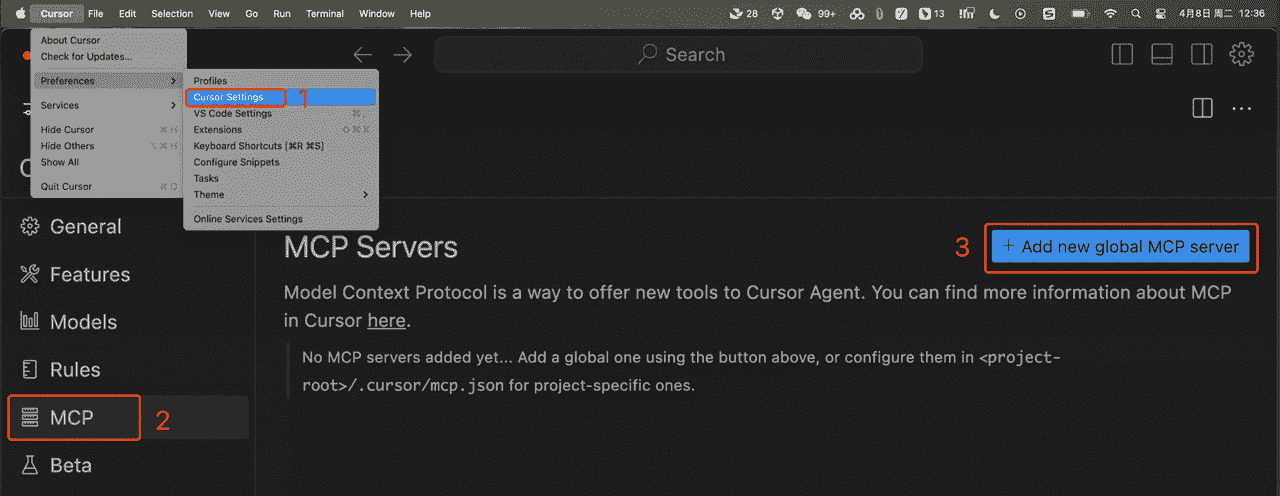 Cursor File Edit Selection View Go Run Terminal Window Help 28 99+ 13 4月8日 周二 12:36
About Cursor
Check for Updates...
Preferences
Services
Hide Cursor ⌘ H
Hide Others ⌥ ⌘ H
Show All
Quit Cursor ⌘ Q
Profiles
Cursor Settings 1
VS Code Settings ⌘ ,
Extensions ⇧ ⌘ X
Keyboard Shortcuts [⌘R ⌘S]
Configure Snippets
Tasks
Theme
Online Services Settings
Search
General
Features
Models
Rules
MCP 2
Beta
MCP Servers
3 + Add new global MCP server
Model Context Protocol is a way to offer new tools to Cursor Agent. You can find more information about MCP
in Cursor here.
No MCP servers added yet... Add a global one using the button above, or configure them in <project-
root>/.cursor/mcp.json for project-specific ones.